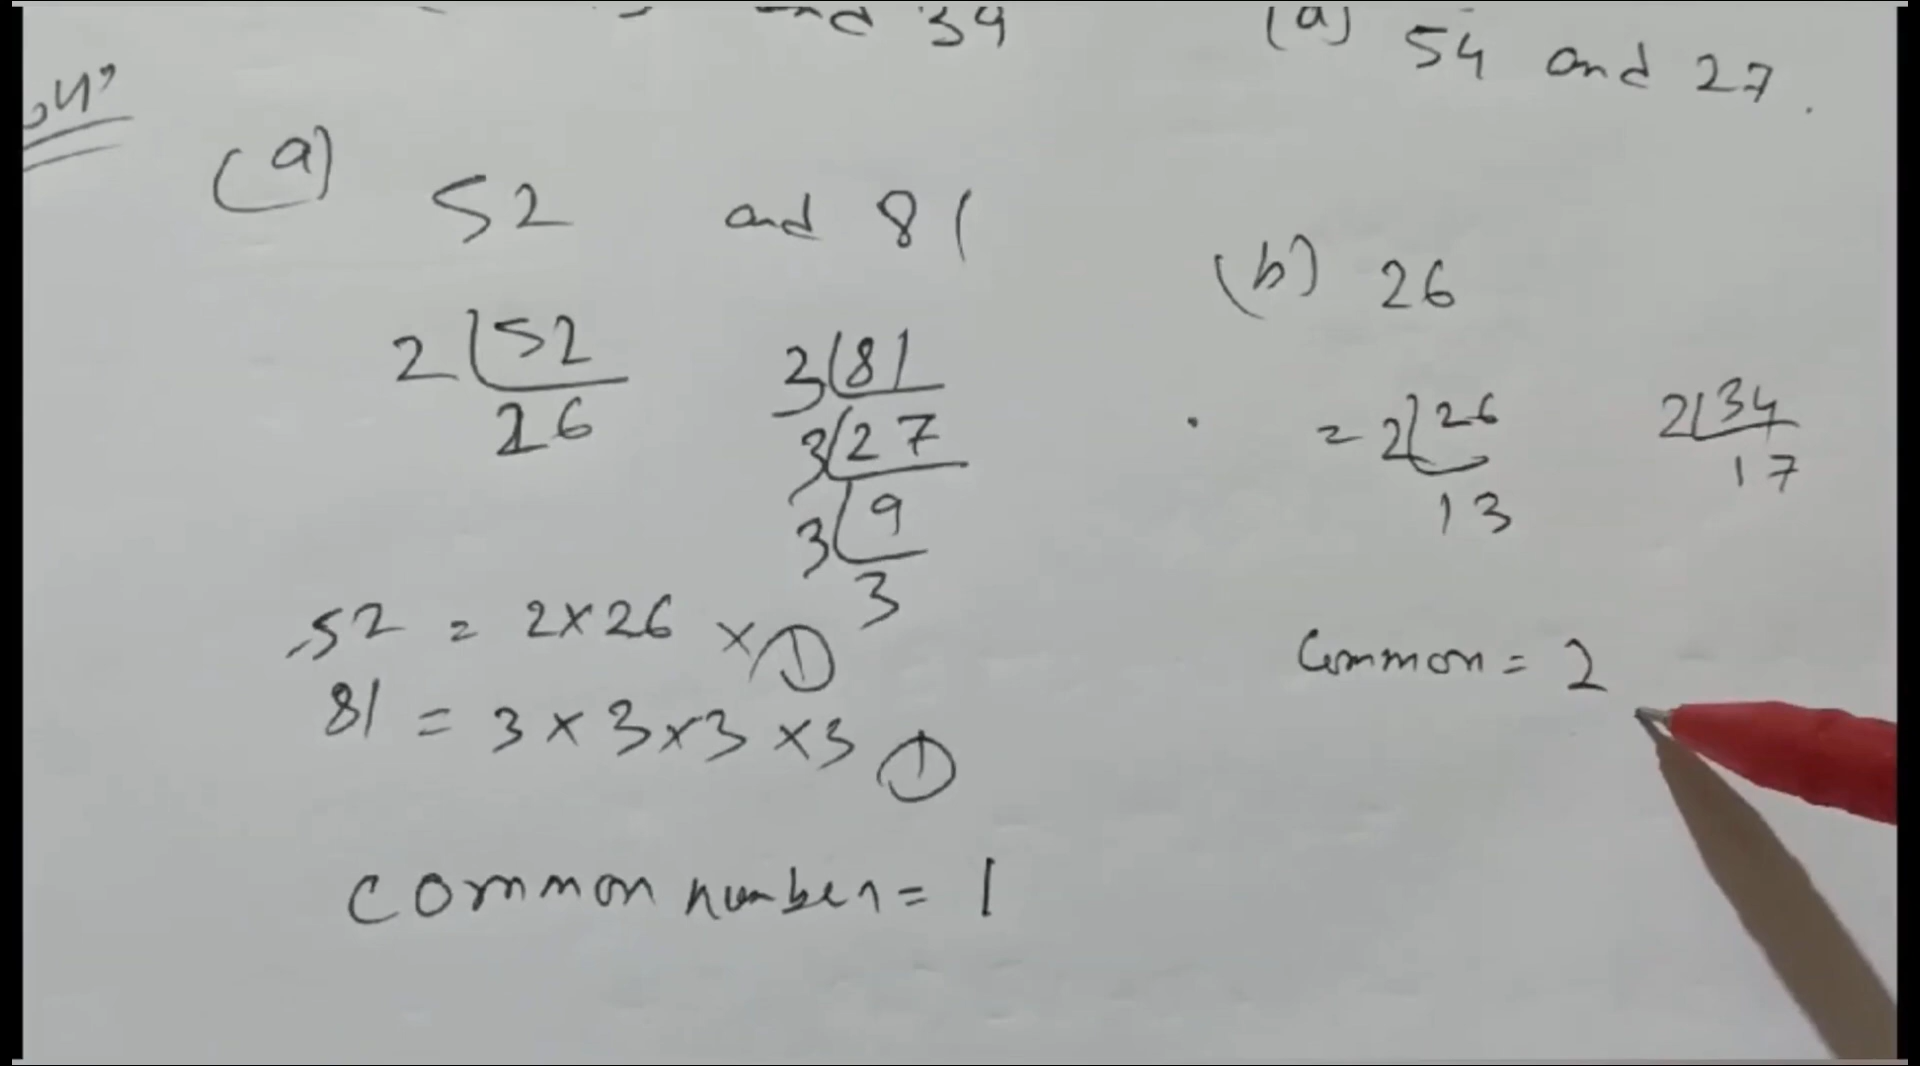 and 34
(a) 54 and 27.
(a) 52 and 81
2 52
26
3 81
3 27
3 9
3
52 = 2×26 × 1
81 = 3 × 3 × 3 × 3 1
common number = 1
(b) 26
= 2 26
13
2 34
17
Common = 2